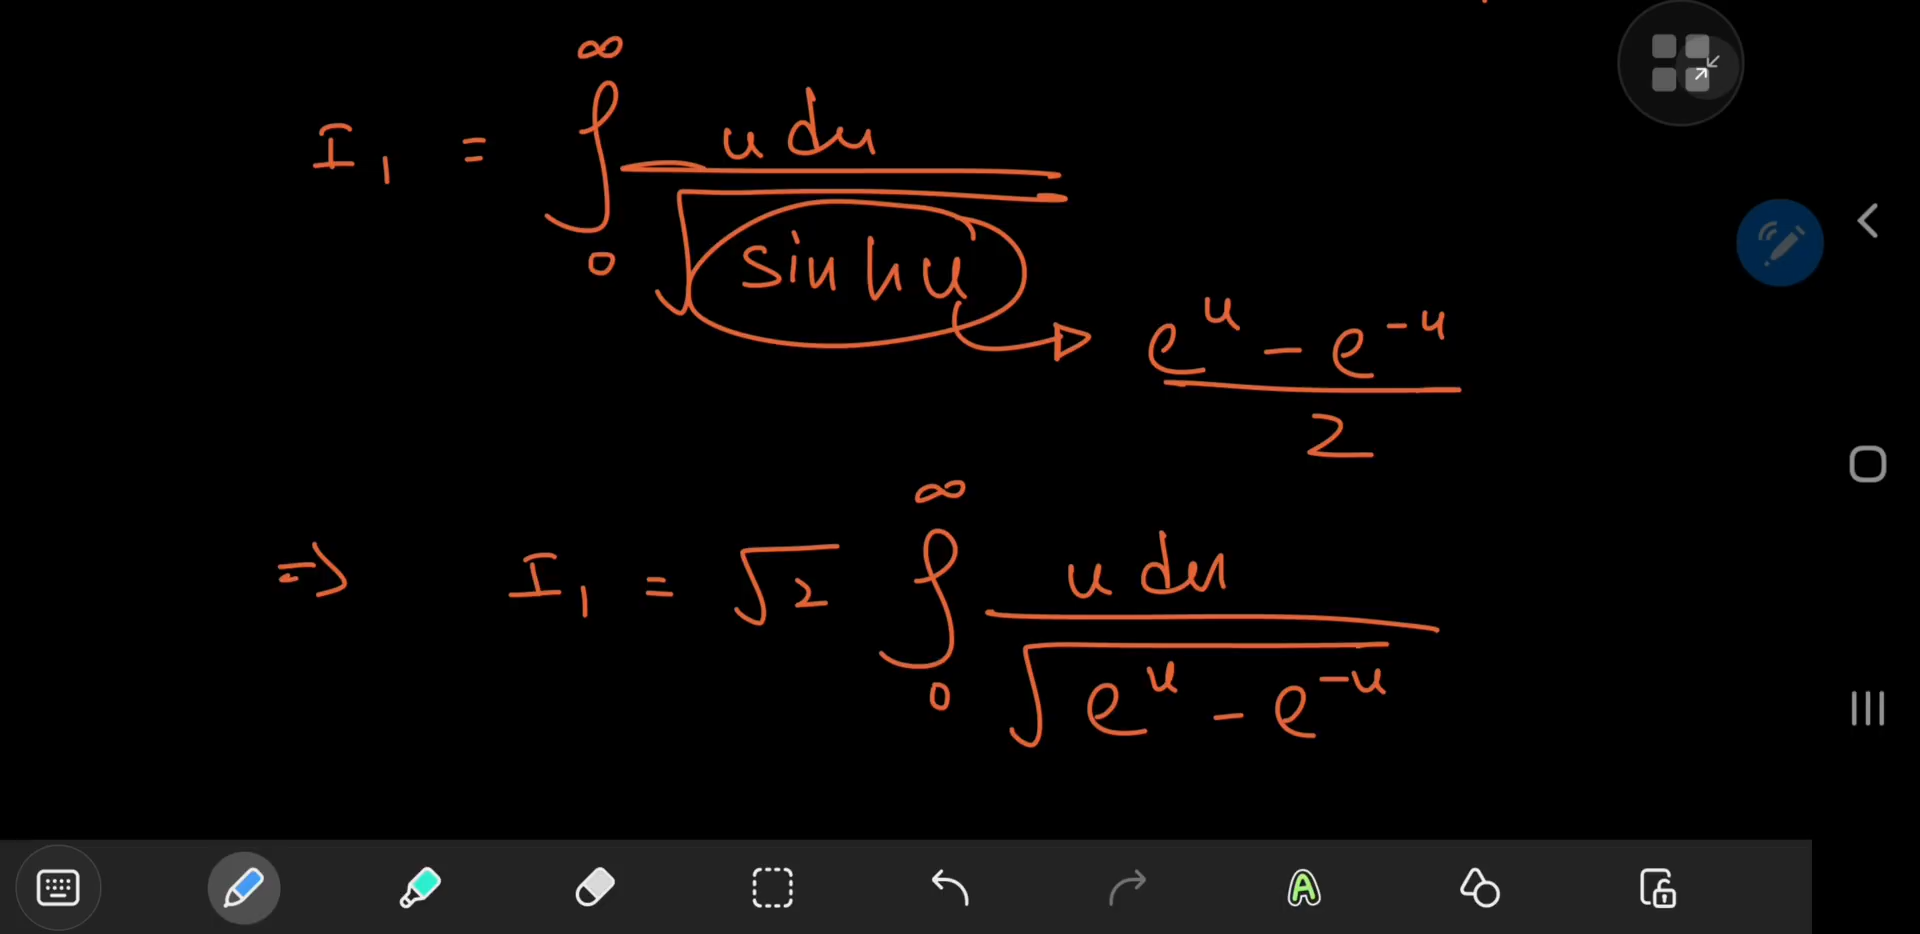 I₁ = ∫₀^∞ u du / √(sinh u) → (e^u − e^−u) / 2
⇒ I₁ = √2 ∫₀^∞ u du / √(e^u − e^−u)
A